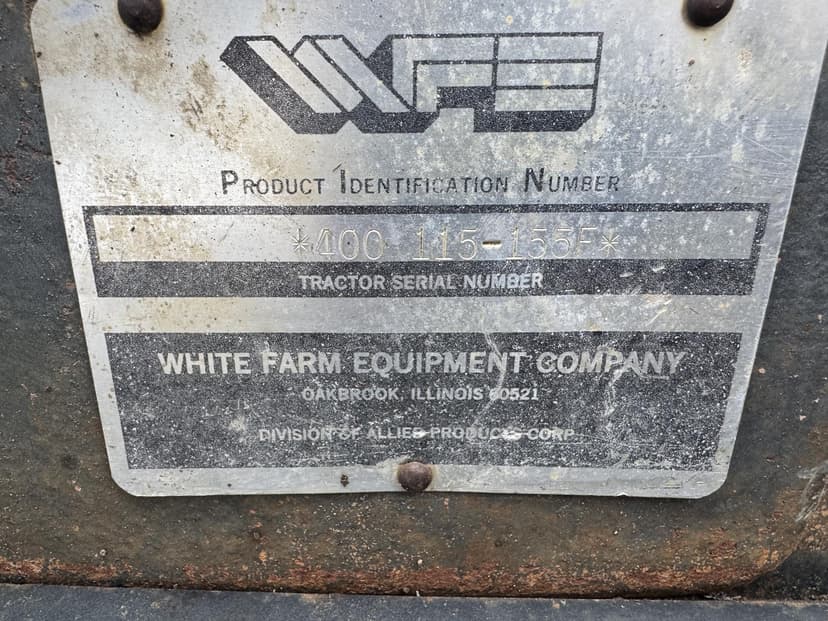 WFE
PRODUCT IDENTIFICATION NUMBER
*400 115-155F*
TRACTOR SERIAL NUMBER
WHITE FARM EQUIPMENT COMPANY
OAKBROOK, ILLINOIS 60521
DIVISION OF ALLIED PRODUCTS CORP.